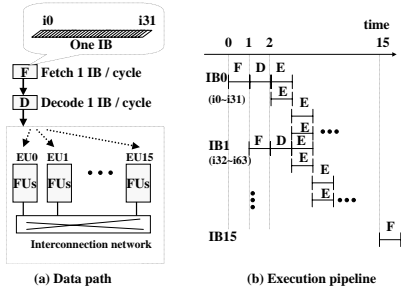 i0 i31
One IB
F Fetch 1 IB / cycle
D Decode 1 IB / cycle
EU0 EU1 EU15
FUs FUs FUs
Interconnection network
(a) Data path
time
0 1 2 15
IB0 F D E
(i0~i31) E
E
E
IB1 F D E
(i32~i63) E
E
E
IB15 F
(b) Execution pipeline